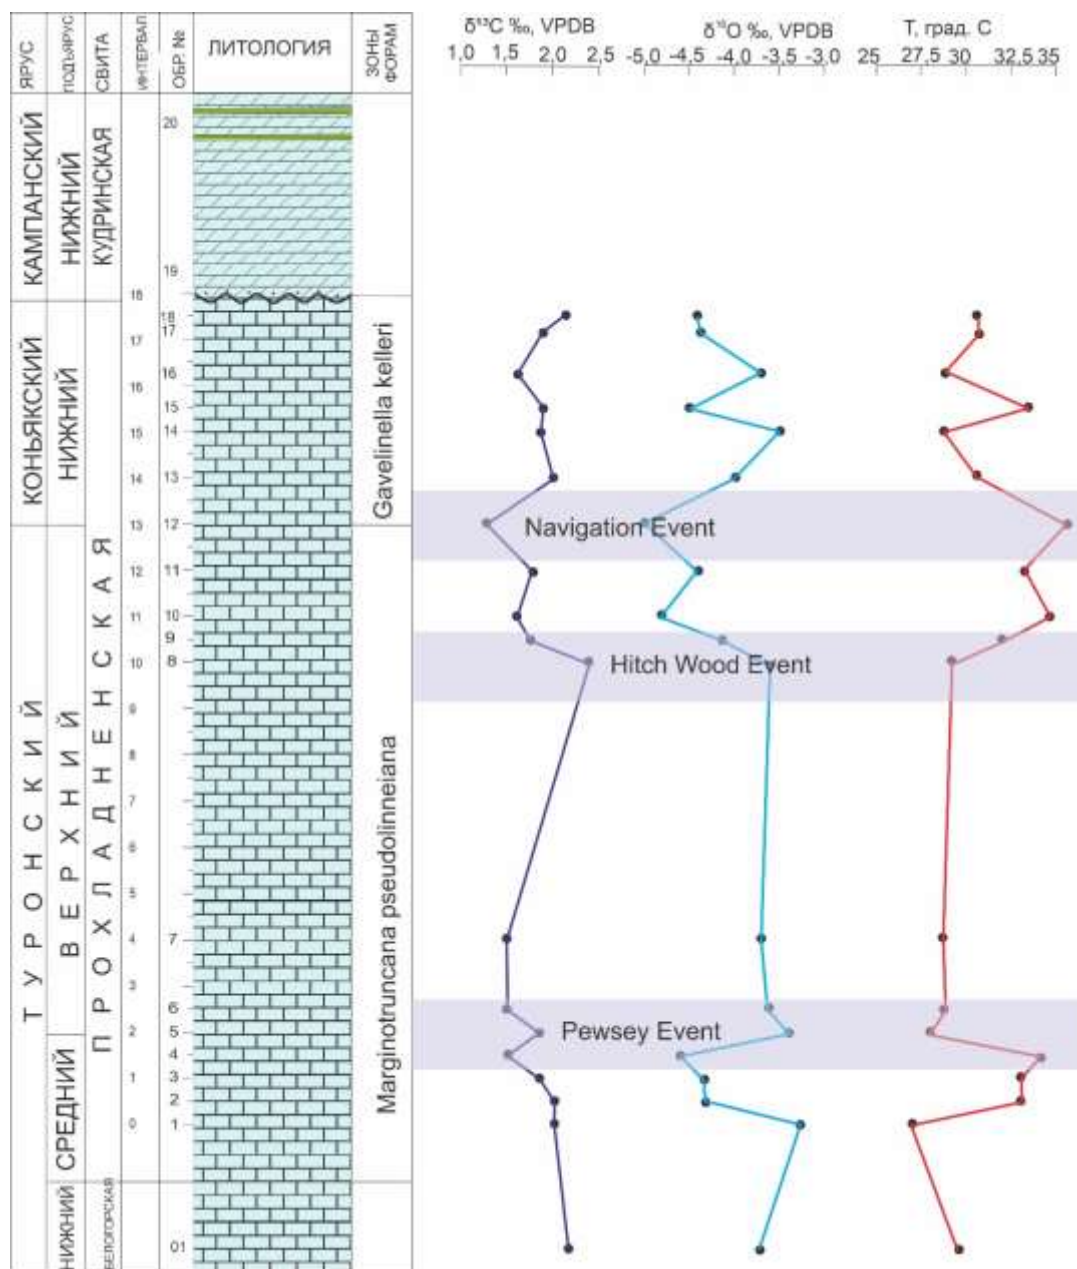 ЯРУС
ПОДЪЯРУС
СВИТА
ИНТЕРВАЛ
ОБР. №
ЛИТОЛОГИЯ
ЗОНЫ
ФОРАМ
δ¹³C ‰, VPDB
1,0 1,5 2,0 2,5
δ¹⁸O ‰, VPDB
-5,0 -4,5 -4,0 -3,5 -3.0
Т, град. С
25 27,5 30 32,5 35
КАМПАНСКИЙ
КОНЬЯКСКИЙ
ТУРОНСКИЙ
НИЖНИЙ
НИЖНИЙ
ВЕРХНИЙ
СРЕДНИЙ
НИЖНИЙ
КУДРИНСКАЯ
ПРОХЛАДНЕНСКАЯ
БЕЛОГОРСКАЯ
18
17
16
15
14
13
12
11
10
9
8
7
6
5
4
3
2
1
0
20
19
18
17
16
15
14
13
12
11
10
9
8
7
6
5
4
3
2
1
01
Gavelinella kelleri
Marginotruncana pseudolinneiana
Navigation Event
Hitch Wood Event
Pewsey Event